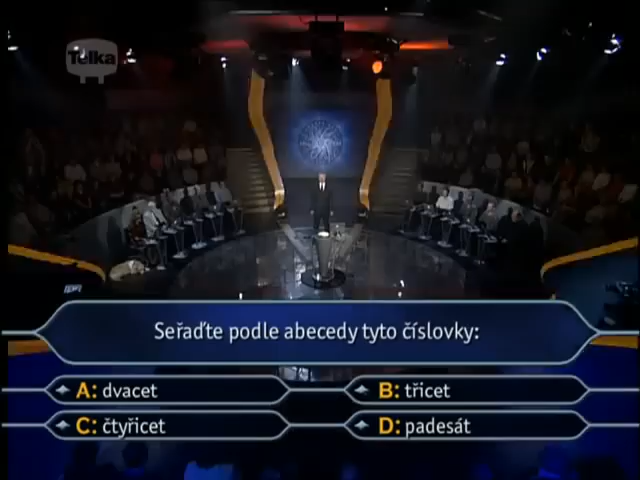 Telka
Seřaďte podle abecedy tyto číslovky:
A: dvacet
B: třicet
C: čtyřicet
D: padesát